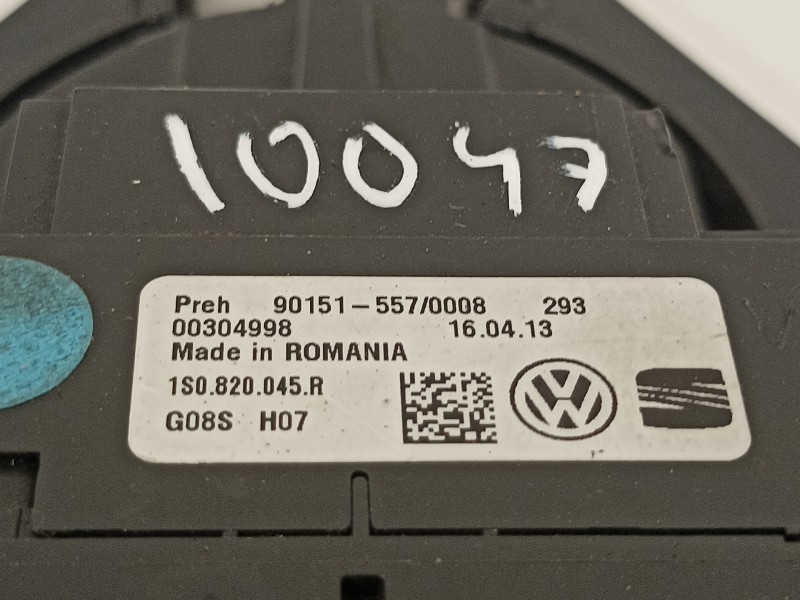 10047
Preh 90151-557/0008 293
00304998 16.04.13
Made in ROMANIA
1S0.820.045.R
G08S H07